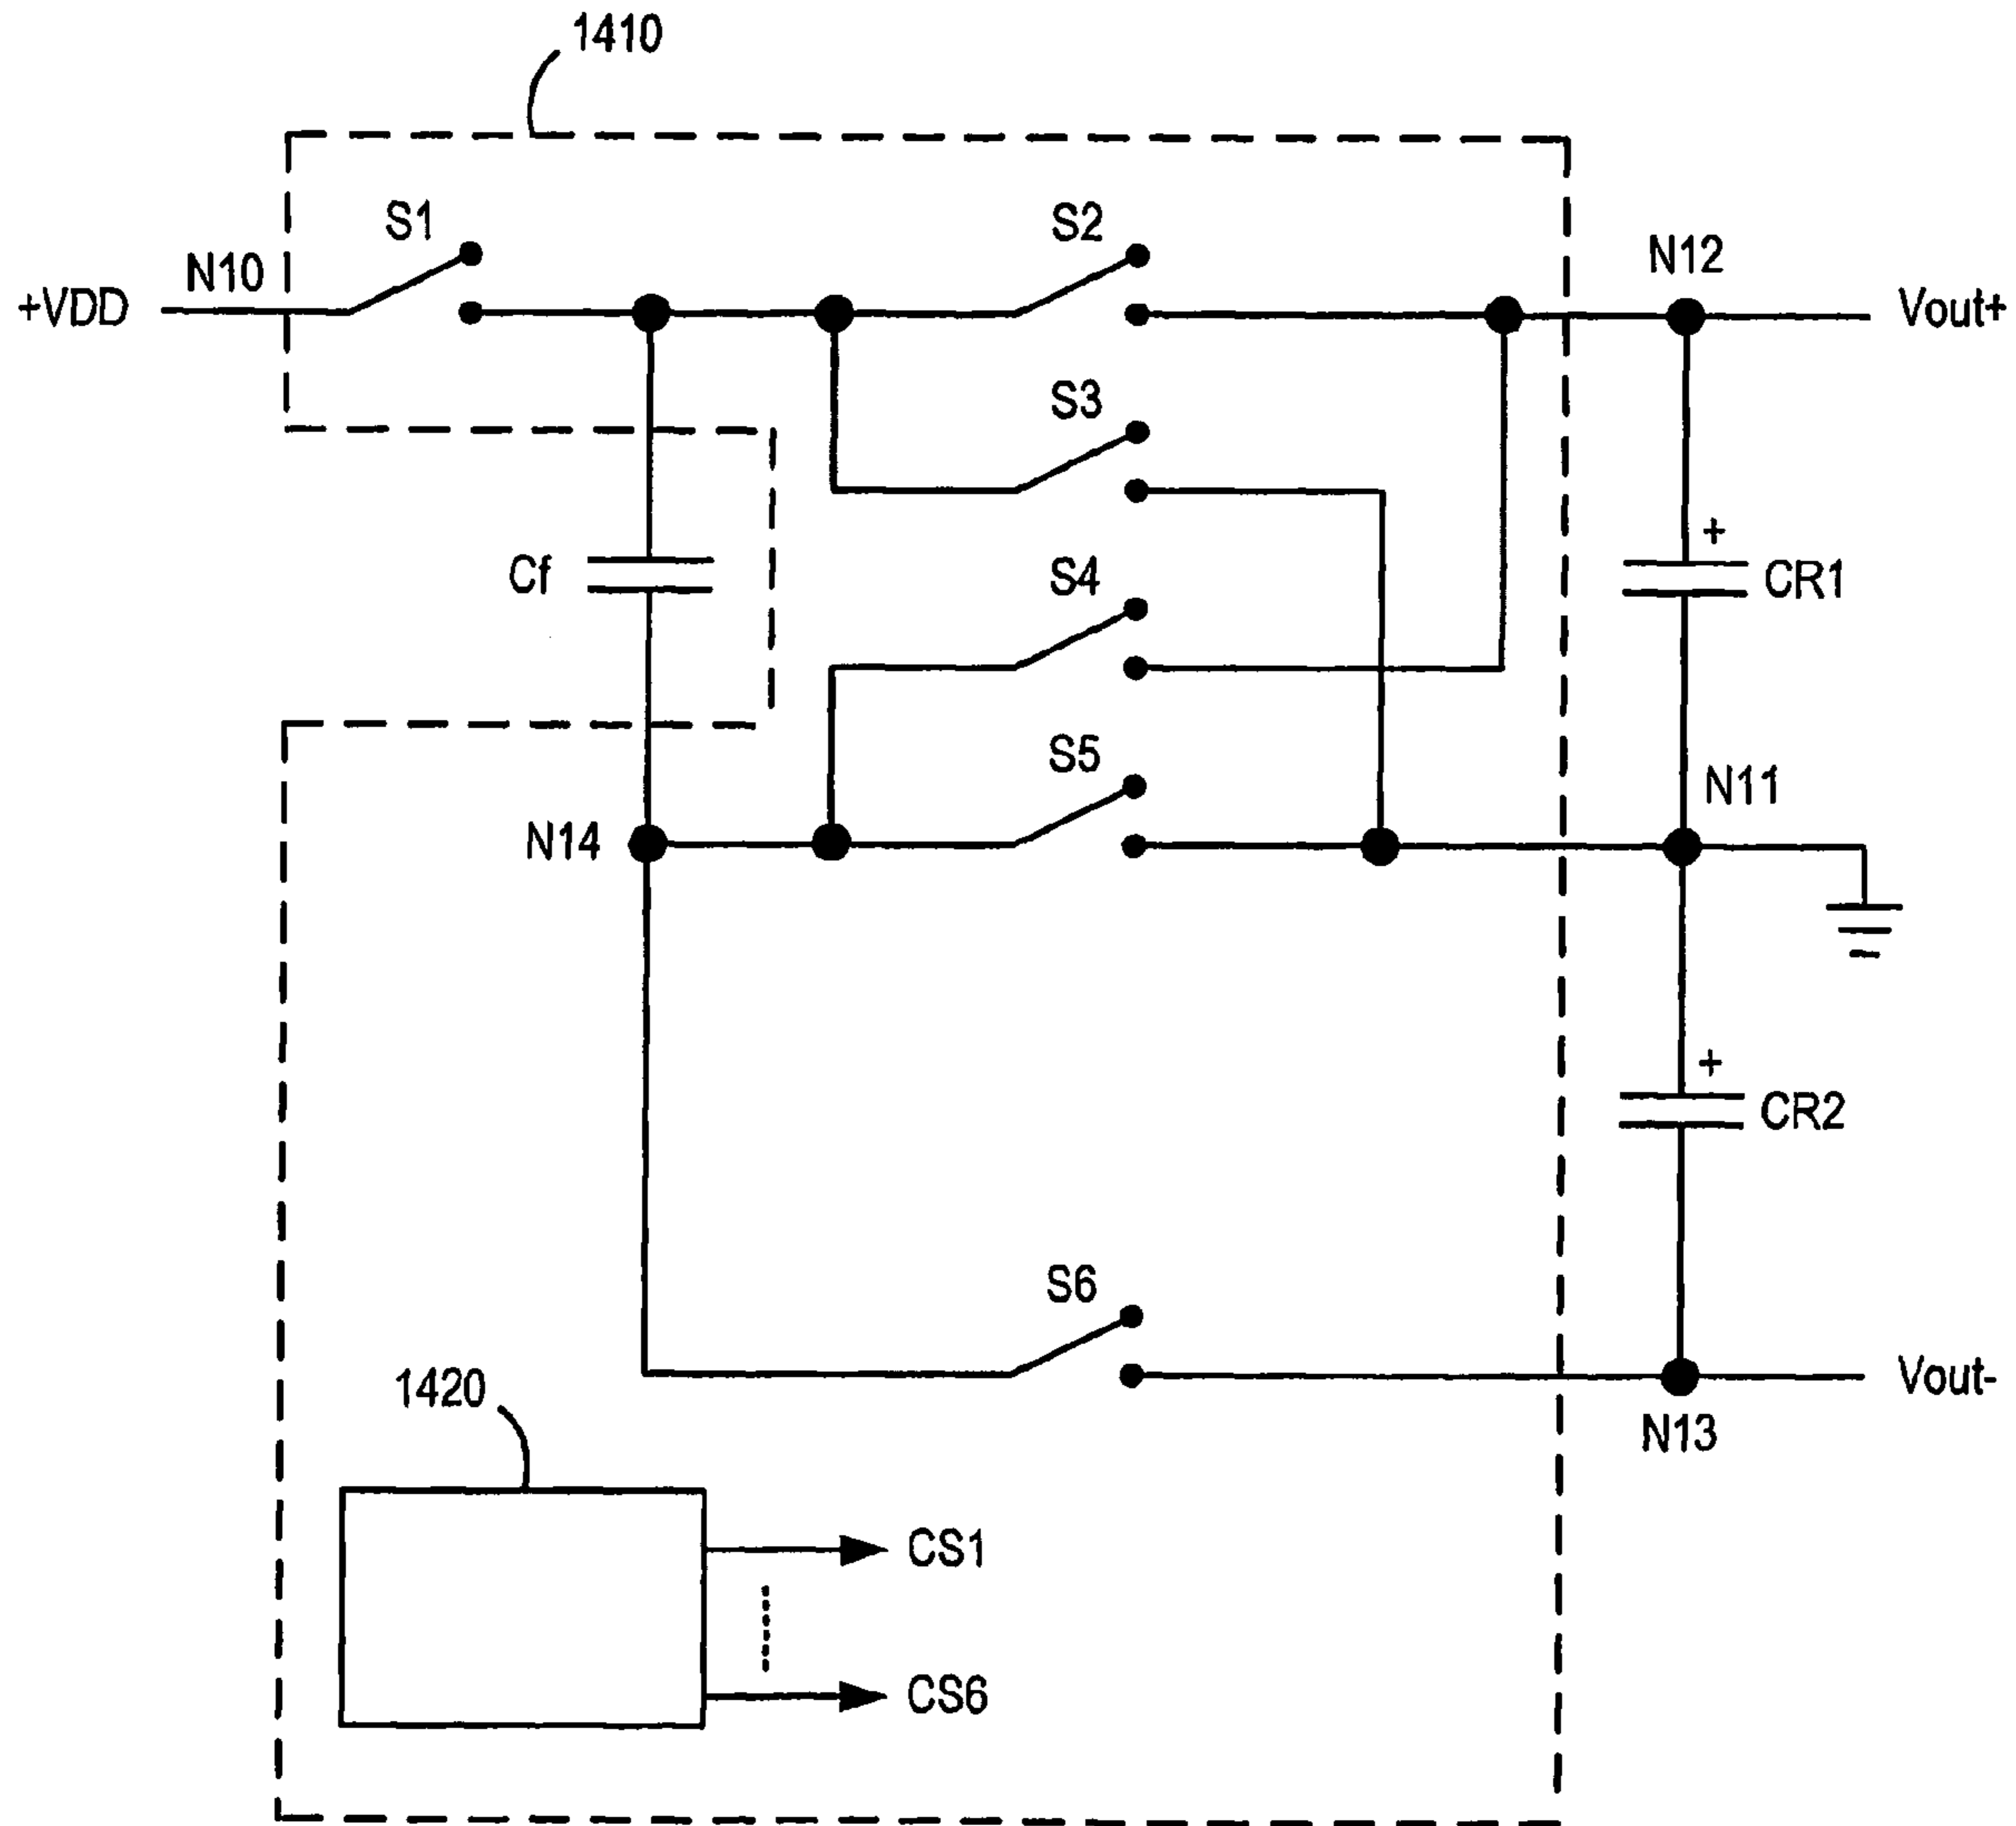 1410
S1
S2
N12
N10
+VDD
Vout+
S3
+
Cf
S4
CR1
S5
N11
N14
+
CR2
S6
1420
Vout-
N13
CS1
CS6